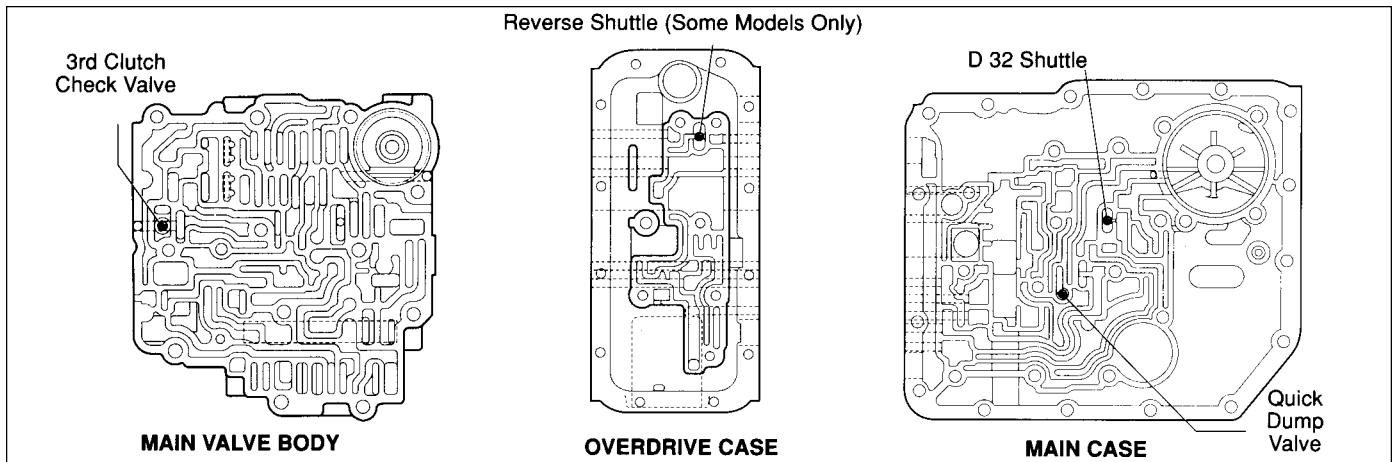 Reverse Shuttle (Some Models Only)
3rd Clutch
Check Valve
D 32 Shuttle
Quick
Dump
Valve
MAIN VALVE BODY
OVERDRIVE CASE
MAIN CASE